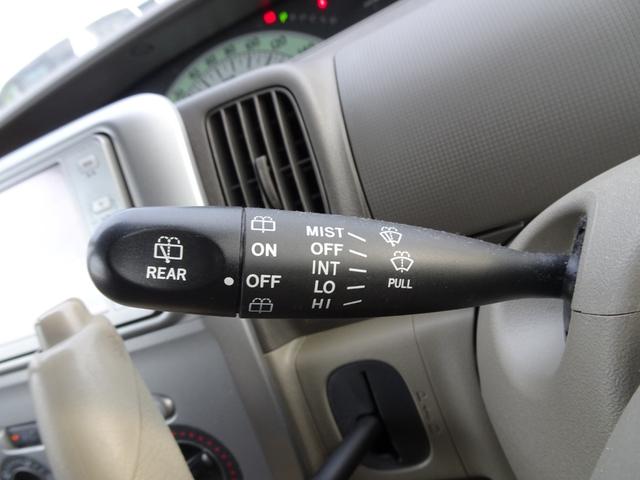 REAR
ON
OFF
MIST
OFF
INT
LO
HI
PULL